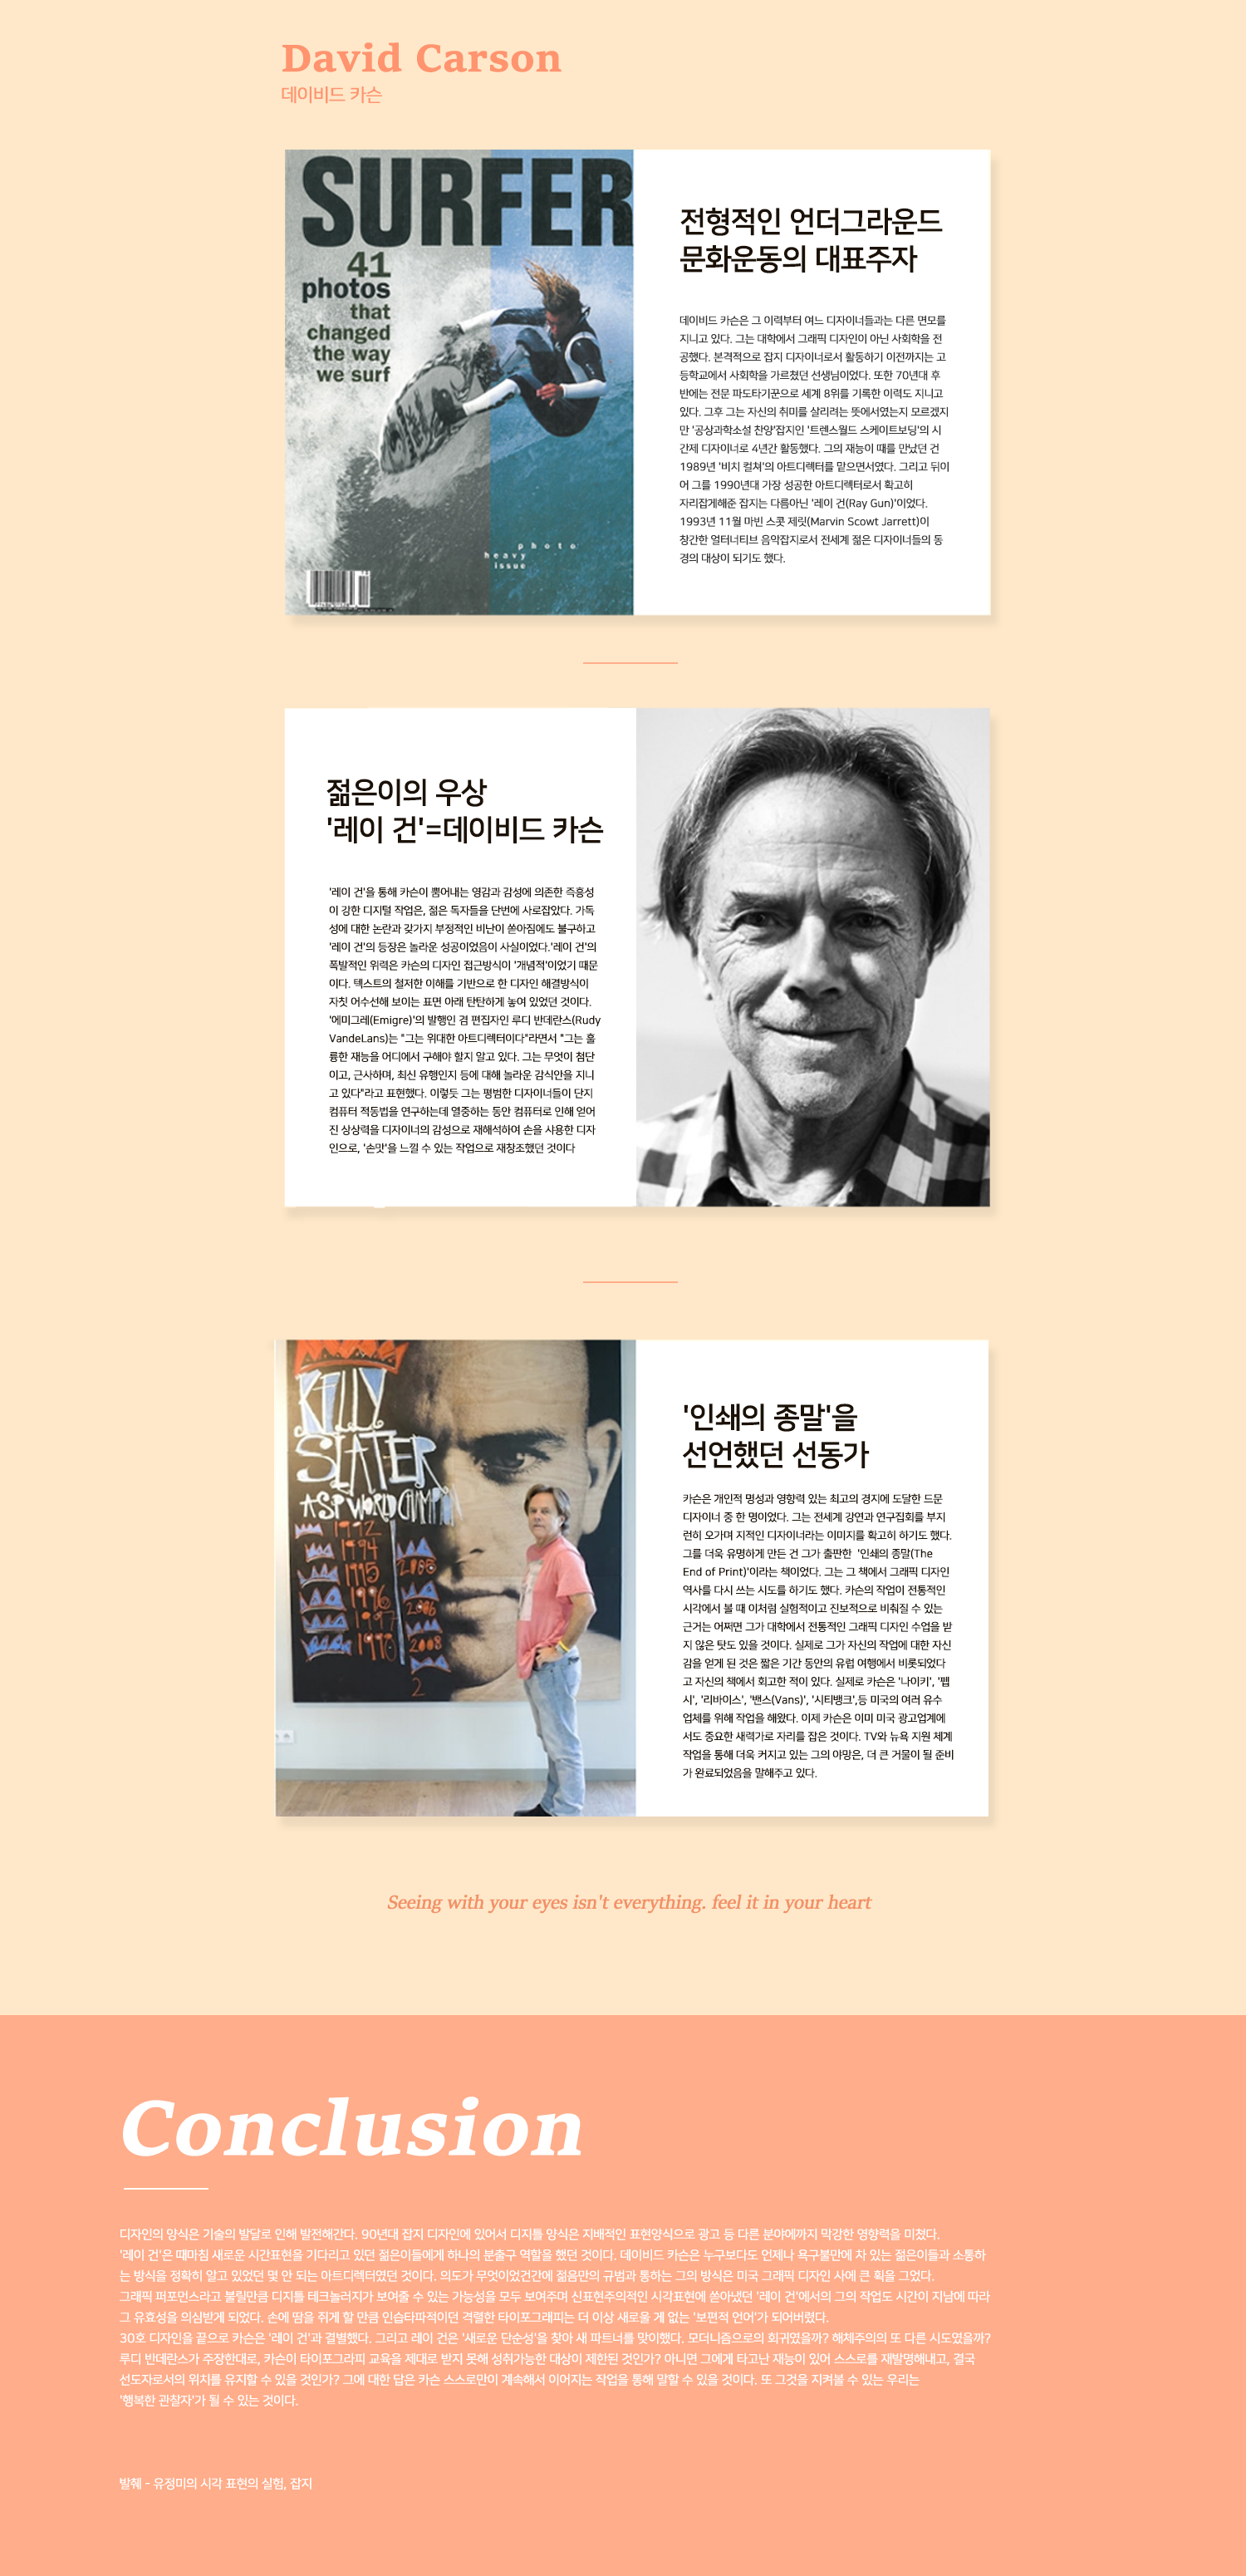 David Carson
데이비드 카슨
SURFER
41
photos
that
changed
the way
we surf
photo
heavy
issue
전형적인 언더그라운드
문화운동의 대표주자
데이비드 카슨은 그 이력부터 여느 디자이너들과는 다른 면모를
지니고 있다. 그는 대학에서 그래픽 디자인이 아닌 사회학을 전
공했다. 본격적으로 잡지 디자이너로서 활동하기 이전까지는 고
등학교에서 사회학을 가르쳤던 선생님이었다. 또한 70년대 후
반에는 전문 파도타기꾼으로 세계 8위를 기록한 이력도 지니고
있다. 그후 그는 자신의 취미를 살리려는 뜻에서였는지 모르겠지
만 '공상과학소설 찬양'잡지인 '트랜스월드 스케이트보딩'의 시
간제 디자이너로 4년간 활동했다. 그의 재능이 때를 만났던 건
1989년 '비치 컬쳐'의 아트디렉터를 맡으면서였다. 그리고 뒤이
어 그를 1990년대 가장 성공한 아트디렉터로서 확고히
자리잡게해준 잡지는 다름아닌 '레이 건(Ray Gun)'이었다.
1993년 11월 마빈 스콧 제릿(Marvin Scowt Jarrett)이
창간한 얼터너티브 음악잡지로서 전세계 젊은 디자이너들의 동
경의 대상이 되기도 했다.
젊은이의 우상
'레이 건'=데이비드 카슨
'레이 건'을 통해 카슨이 뿜어내는 영감과 감성에 의존한 즉흥성
이 강한 디지털 작업은, 젊은 독자들을 단번에 사로잡았다. 가독
성에 대한 논란과 갖가지 부정적인 비난이 쏟아짐에도 불구하고
'레이 건'의 등장은 놀라운 성공이었음이 사실이었다.'레이 건'의
폭발적인 위력은 카슨의 디자인 접근방식이 '개념적'이었기 때문
이다. 텍스트의 철저한 이해를 기반으로 한 디자인 해결방식이
자칫 어수선해 보이는 표면 아래 탄탄하게 놓여 있었던 것이다.
'에미그레(Emigre)'의 발행인 겸 편집자인 루디 반데란스(Rudy
VandeLans)는 "그는 위대한 아트디렉터이다"라면서 "그는 훌
륭한 재능을 어디에서 구해야 할지 알고 있다. 그는 무엇이 첨단
이고, 근사하며, 최신 유행인지 등에 대해 놀라운 감식안을 지니
고 있다"라고 표현했다. 이렇듯 그는 평범한 디자이너들이 단지
컴퓨터 적동법을 연구하는데 열중하는 동안 컴퓨터로 인해 얻어
진 상상력을 디자이너의 감성으로 재해석하여 손을 사용한 디자
인으로, '손맛'을 느낄 수 있는 작업으로 재창조했던 것이다
KELLY
SLATER
ASP WORLD CHAMP
1992
1994
1995
1996
1997
1998
2005
2006
2008
2
'인쇄의 종말'을
선언했던 선동가
카슨은 개인적 명성과 영향력 있는 최고의 경지에 도달한 드문
디자이너 중 한 명이었다. 그는 전세계 강연과 연구집회를 부지
런히 오가며 지적인 디자이너라는 이미지를 확고히 하기도 했다.
그를 더욱 유명하게 만든 건 그가 출판한 '인쇄의 종말(The
End of Print)'이라는 책이었다. 그는 그 책에서 그래픽 디자인
역사를 다시 쓰는 시도를 하기도 했다. 카슨의 작업이 전통적인
시각에서 볼 때 이처럼 실험적이고 진보적으로 비춰질 수 있는
근거는 어쩌면 그가 대학에서 전통적인 그래픽 디자인 수업을 받
지 않은 탓도 있을 것이다. 실제로 그가 자신의 작업에 대한 자신
감을 얻게 된 것은 짧은 기간 동안의 유럽 여행에서 비롯되었다
고 자신의 책에서 회고한 적이 있다. 실제로 카슨은 '나이키', '펩
시', '리바이스', '밴스(Vans)', '시티뱅크',등 미국의 여러 유수
업체를 위해 작업을 해왔다. 이제 카슨은 이미 미국 광고업계에
서도 중요한 새력가로 자리를 잡은 것이다. TV와 뉴욕 지원 체계
작업을 통해 더욱 커지고 있는 그의 야망은, 더 큰 거물이 될 준비
가 완료되었음을 말해주고 있다.
Seeing with your eyes isn't everything. feel it in your heart
Conclusion
디자인의 양식은 기술의 발달로 인해 발전해간다. 90년대 잡지 디자인에 있어서 디지틀 양식은 지배적인 표현양식으로 광고 등 다른 분야에까지 막강한 영향력을 미쳤다.
'레이 건'은 때마침 새로운 시간표현을 기다리고 있던 젊은이들에게 하나의 분출구 역할을 했던 것이다. 데이비드 카슨은 누구보다도 언제나 욕구불만에 차 있는 젊은이들과 소통하
는 방식을 정확히 알고 있었던 몇 안 되는 아트디렉터였던 것이다. 의도가 무엇이었건간에 젊음만의 규범과 통하는 그의 방식은 미국 그래픽 디자인 사에 큰 획을 그었다.
그래픽 퍼포먼스라고 불릴만큼 디지틀 테크놀러지가 보여줄 수 있는 가능성을 모두 보여주며 신표현주의적인 시각표현에 쏟아냈던 '레이 건'에서의 그의 작업도 시간이 지남에 따라
그 유효성을 의심받게 되었다. 손에 땀을 쥐게 할 만큼 인습타파적이던 격렬한 타이포그래피는 더 이상 새로울 게 없는 '보편적 언어'가 되어버렸다.
30호 디자인을 끝으로 카슨은 '레이 건'과 결별했다. 그리고 레이 건은 '새로운 단순성'을 찾아 새 파트너를 맞이했다. 모더니즘으로의 회귀였을까? 해체주의의 또 다른 시도였을까?
루디 반데란스가 주장한대로, 카슨이 타이포그라피 교육을 제대로 받지 못해 성취가능한 대상이 제한된 것인가? 아니면 그에게 타고난 재능이 있어 스스로를 재발명해내고, 결국
선도자로서의 위치를 유지할 수 있을 것인가? 그에 대한 답은 카슨 스스로만이 계속해서 이어지는 작업을 통해 말할 수 있을 것이다. 또 그것을 지켜볼 수 있는 우리는
'행복한 관찰자'가 될 수 있는 것이다.
발췌 - 유정미의 시각 표현의 실험, 잡지